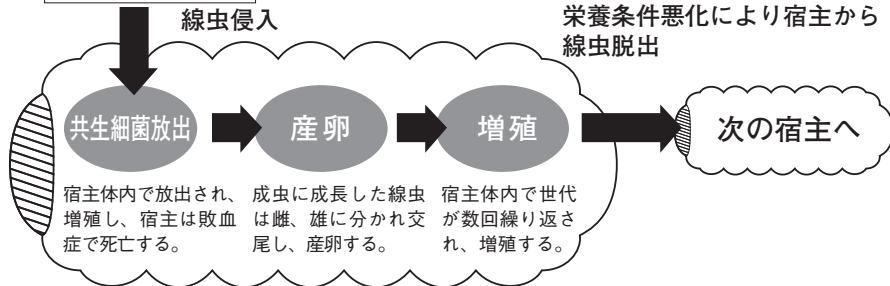 線虫侵入
栄養条件悪化により宿主から
線虫脱出
共生細菌放出
産卵
増殖
次の宿主へ
宿主体内で放出され、
増殖し、宿主は敗血
症で死亡する。
成虫に成長した線虫
は雌、雄に分かれ交
尾し、産卵する。
宿主体内で世代
が数回繰り返さ
れ、増殖する。